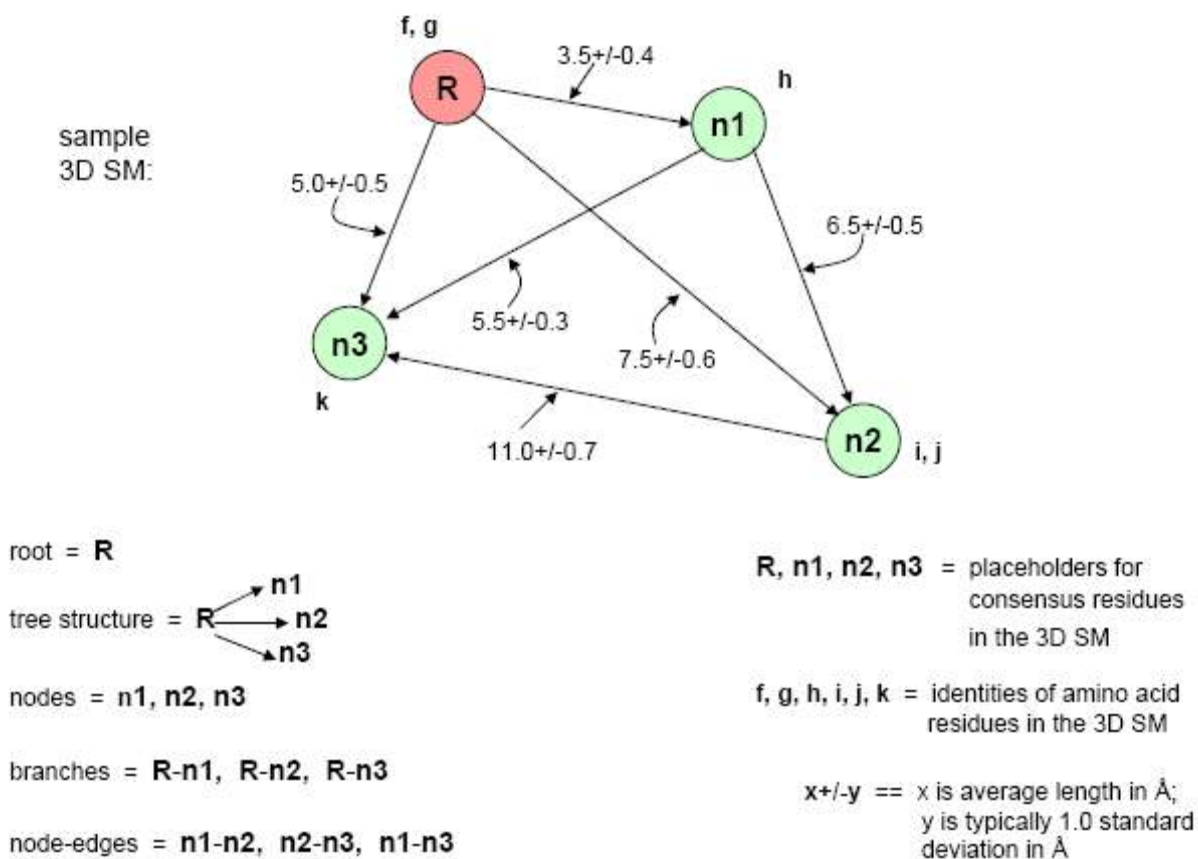 f, g
R
3.5+/-0.4
h
n1
sample
3D SM:
5.0+/-0.5
6.5+/-0.5
n3
k
5.5+/-0.3
7.5+/-0.6
11.0+/-0.7
n2
i, j
root = R
tree structure = R
n1
n2
n3
nodes = n1, n2, n3
branches = R-n1, R-n2, R-n3
node-edges = n1-n2, n2-n3, n1-n3
R, n1, n2, n3 = placeholders for
consensus residues
in the 3D SM
f, g, h, i, j, k = identities of amino acid
residues in the 3D SM
x+/-y == x is average length in Å;
y is typically 1.0 standard
deviation in Å